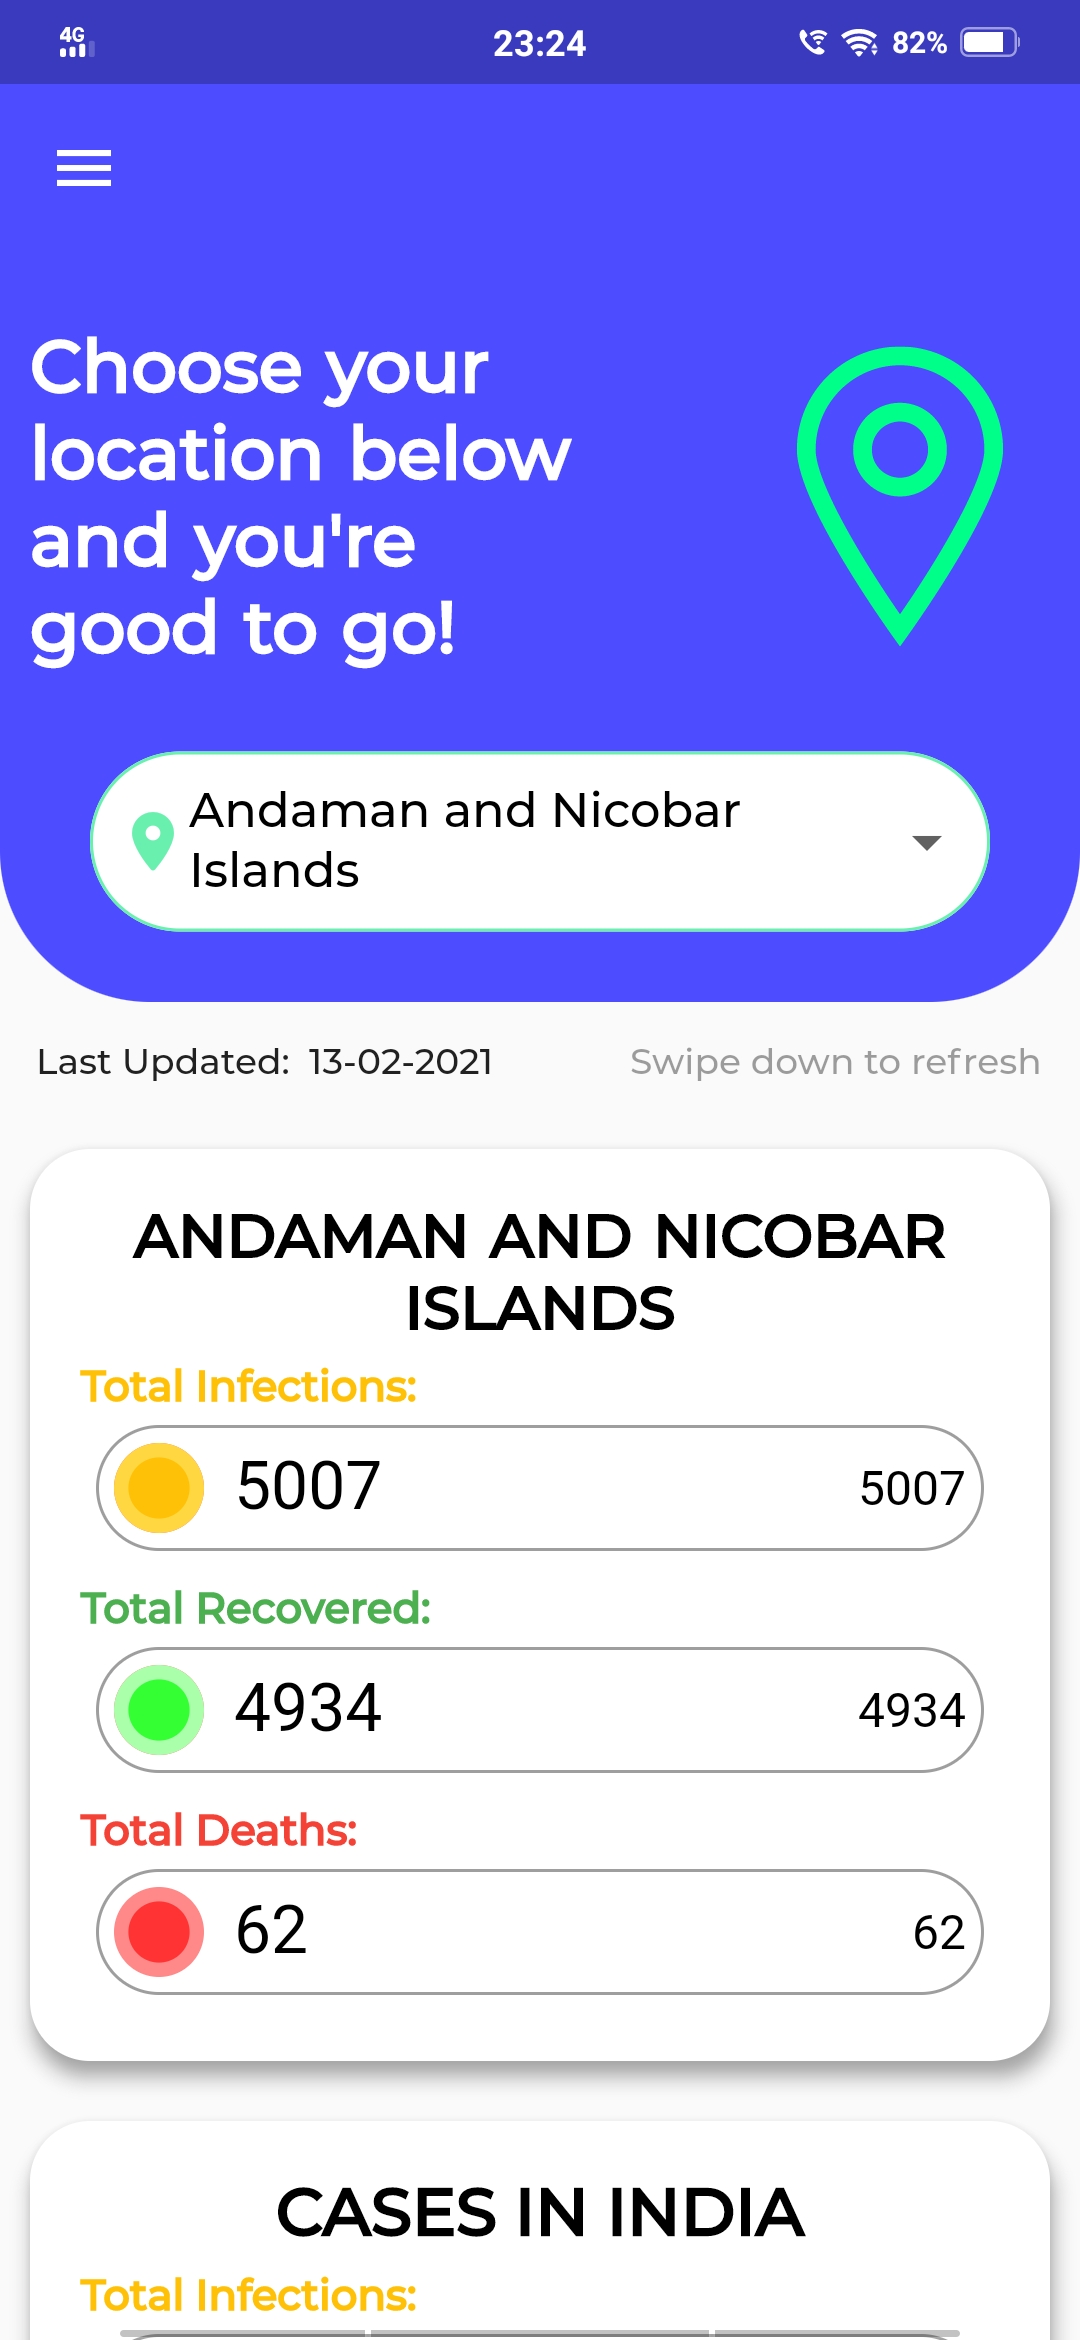 4G 23:24 82%
Choose your
location below
and you're
good to go!
Andaman and Nicobar
Islands
Last Updated: 13-02-2021 Swipe down to refresh
ANDAMAN AND NICOBAR
ISLANDS
Total Infections:
5007 5007
Total Recovered:
4934 4934
Total Deaths:
62 62
CASES IN INDIA
Total Infections: